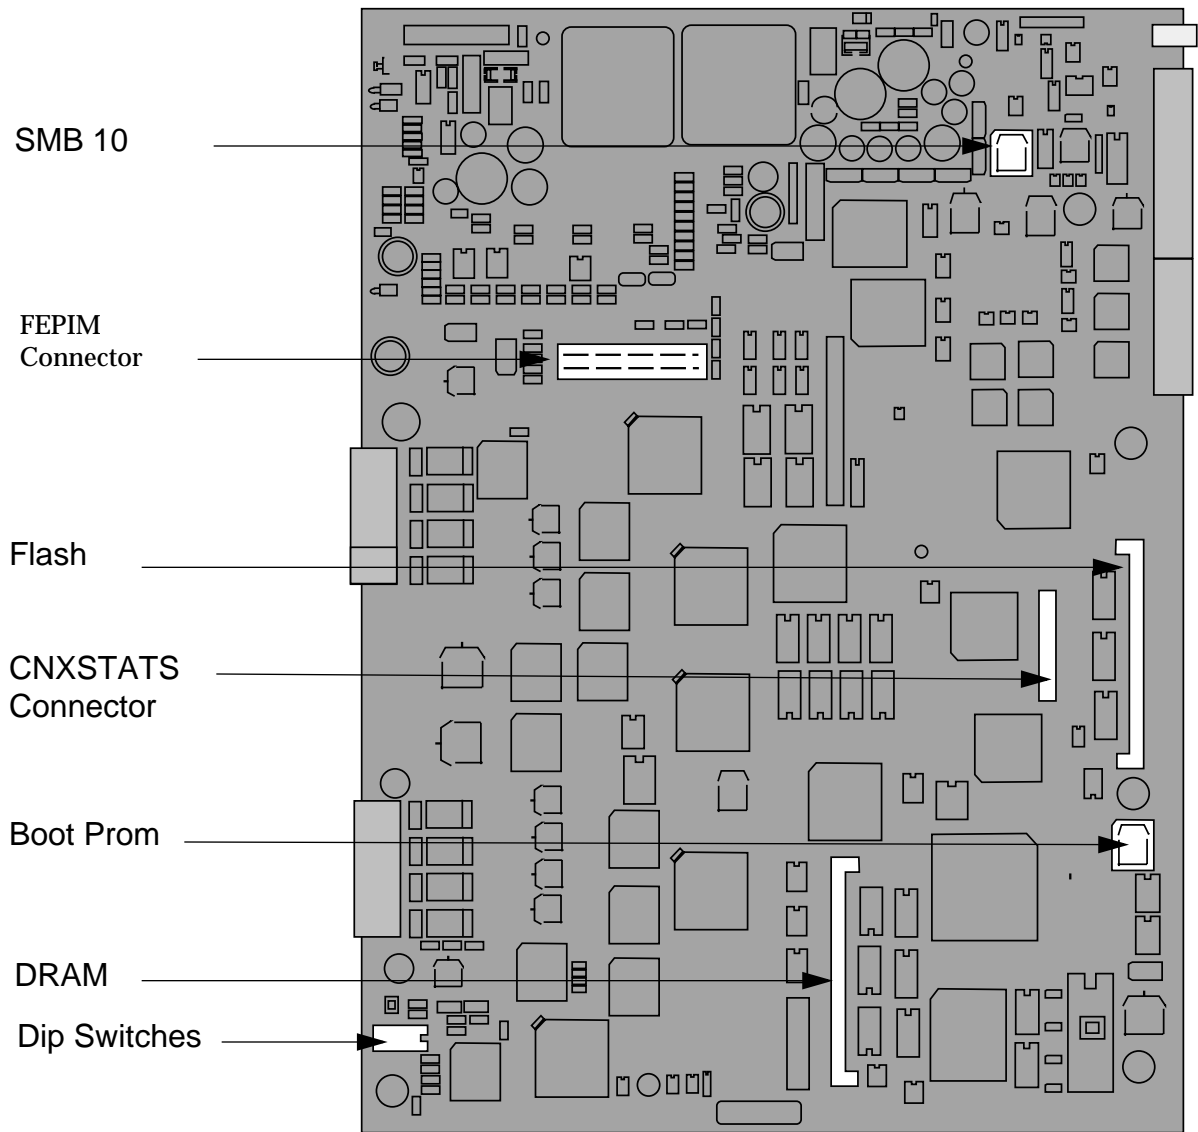 SMB 10
FEPIM
Connector
Flash
CNXSTATS
Connector
Boot Prom
DRAM
Dip Switches